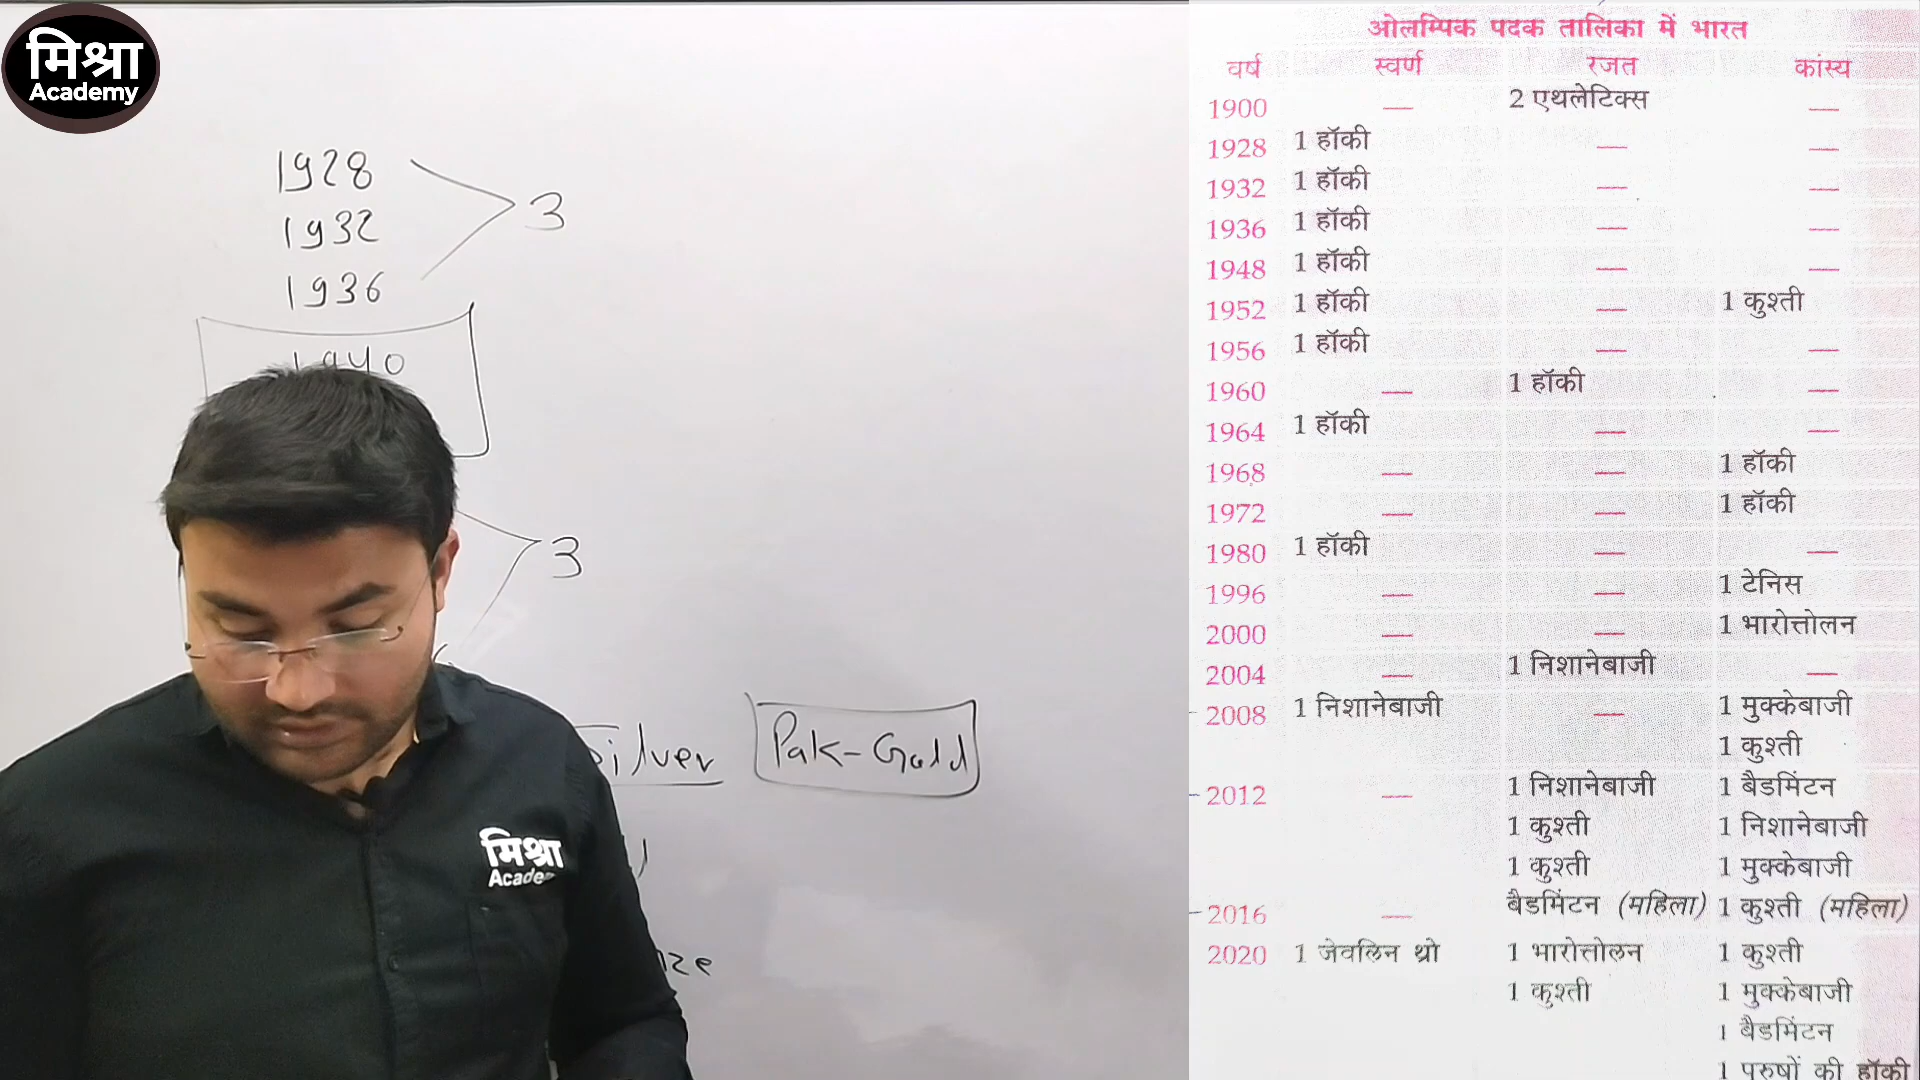 मिश्रा
Academy
1928
1932
1936
3
1940
3
Silver
Pak-Gold
मिश्रा
ओलम्पिक पदक तालिका में भारत
वर्ष स्वर्ण रजत कांस्य
1900 — 2 एथलेटिक्स —
1928 1 हॉकी — —
1932 1 हॉकी — —
1936 1 हॉकी — —
1948 1 हॉकी — —
1952 1 हॉकी — 1 कुश्ती
1956 1 हॉकी — —
1960 — 1 हॉकी —
1964 1 हॉकी — —
1968 — — 1 हॉकी
1972 — — 1 हॉकी
1980 1 हॉकी — —
1996 — — 1 टेनिस
2000 — — 1 भारोत्तोलन
2004 — 1 निशानेबाजी —
2008 1 निशानेबाजी — 1 मुक्केबाजी
1 कुश्ती
2012 — 1 निशानेबाजी 1 बैडमिंटन
1 कुश्ती 1 निशानेबाजी
1 कुश्ती 1 मुक्केबाजी
2016 — बैडमिंटन (महिला) 1 कुश्ती (महिला)
2020 1 जेवलिन थ्रो 1 भारोत्तोलन 1 कुश्ती
1 कुश्ती 1 मुक्केबाजी
1 बैडमिंटन
1 पुरुषों की हॉकी